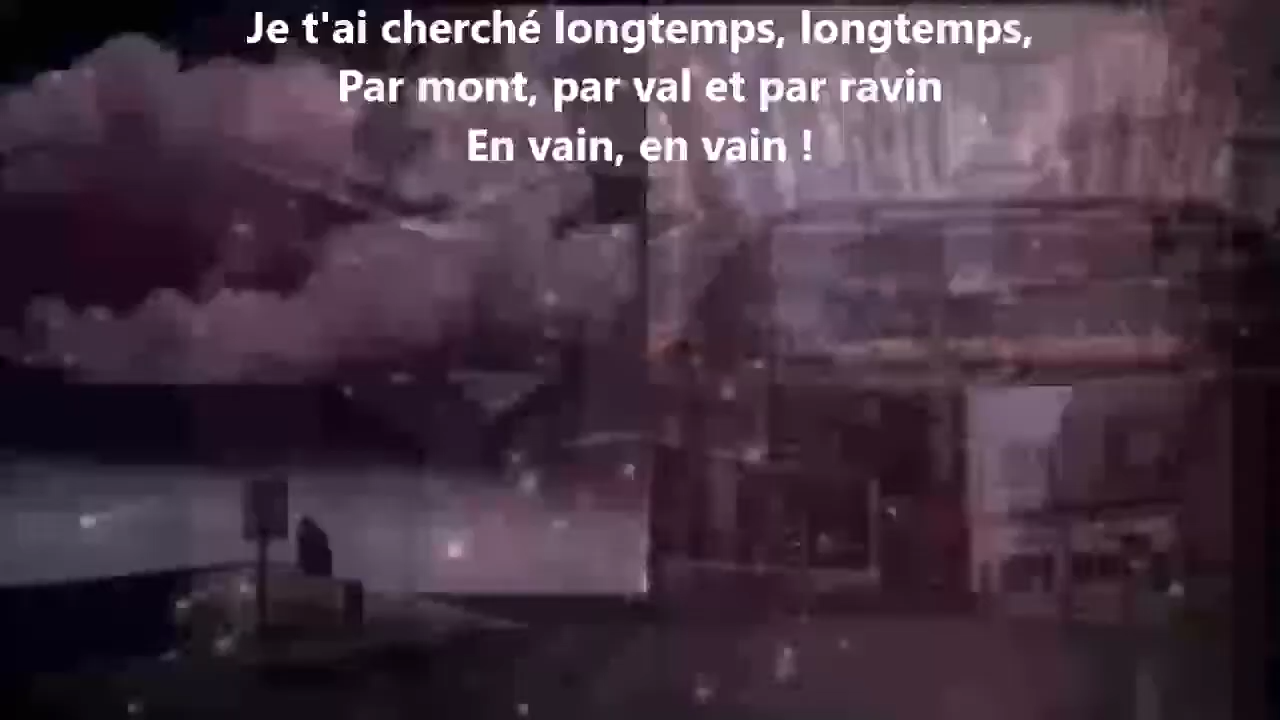 Je t'ai cherché longtemps, longtemps,
Par mont, par val et par ravin
En vain, en vain !